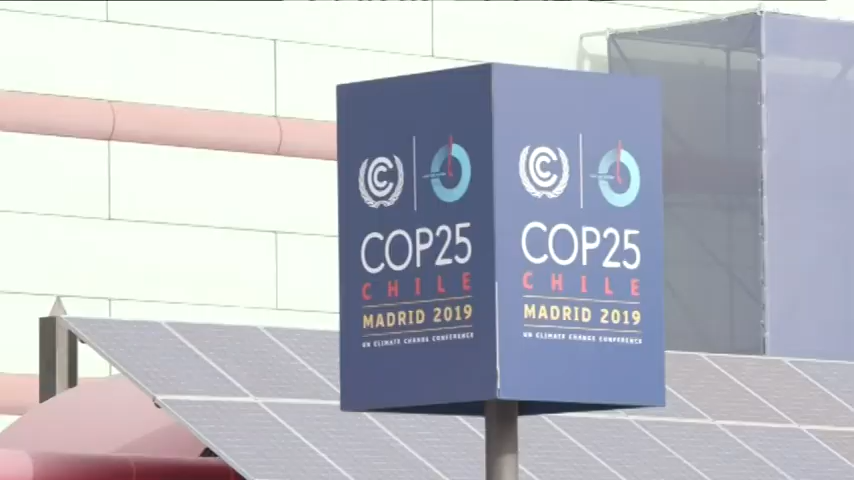 COP25
CHILE
MADRID 2019
UN CLIMATE CHANGE CONFERENCE
COP25
CHILE
MADRID 2019
UN CLIMATE CHANGE CONFERENCE